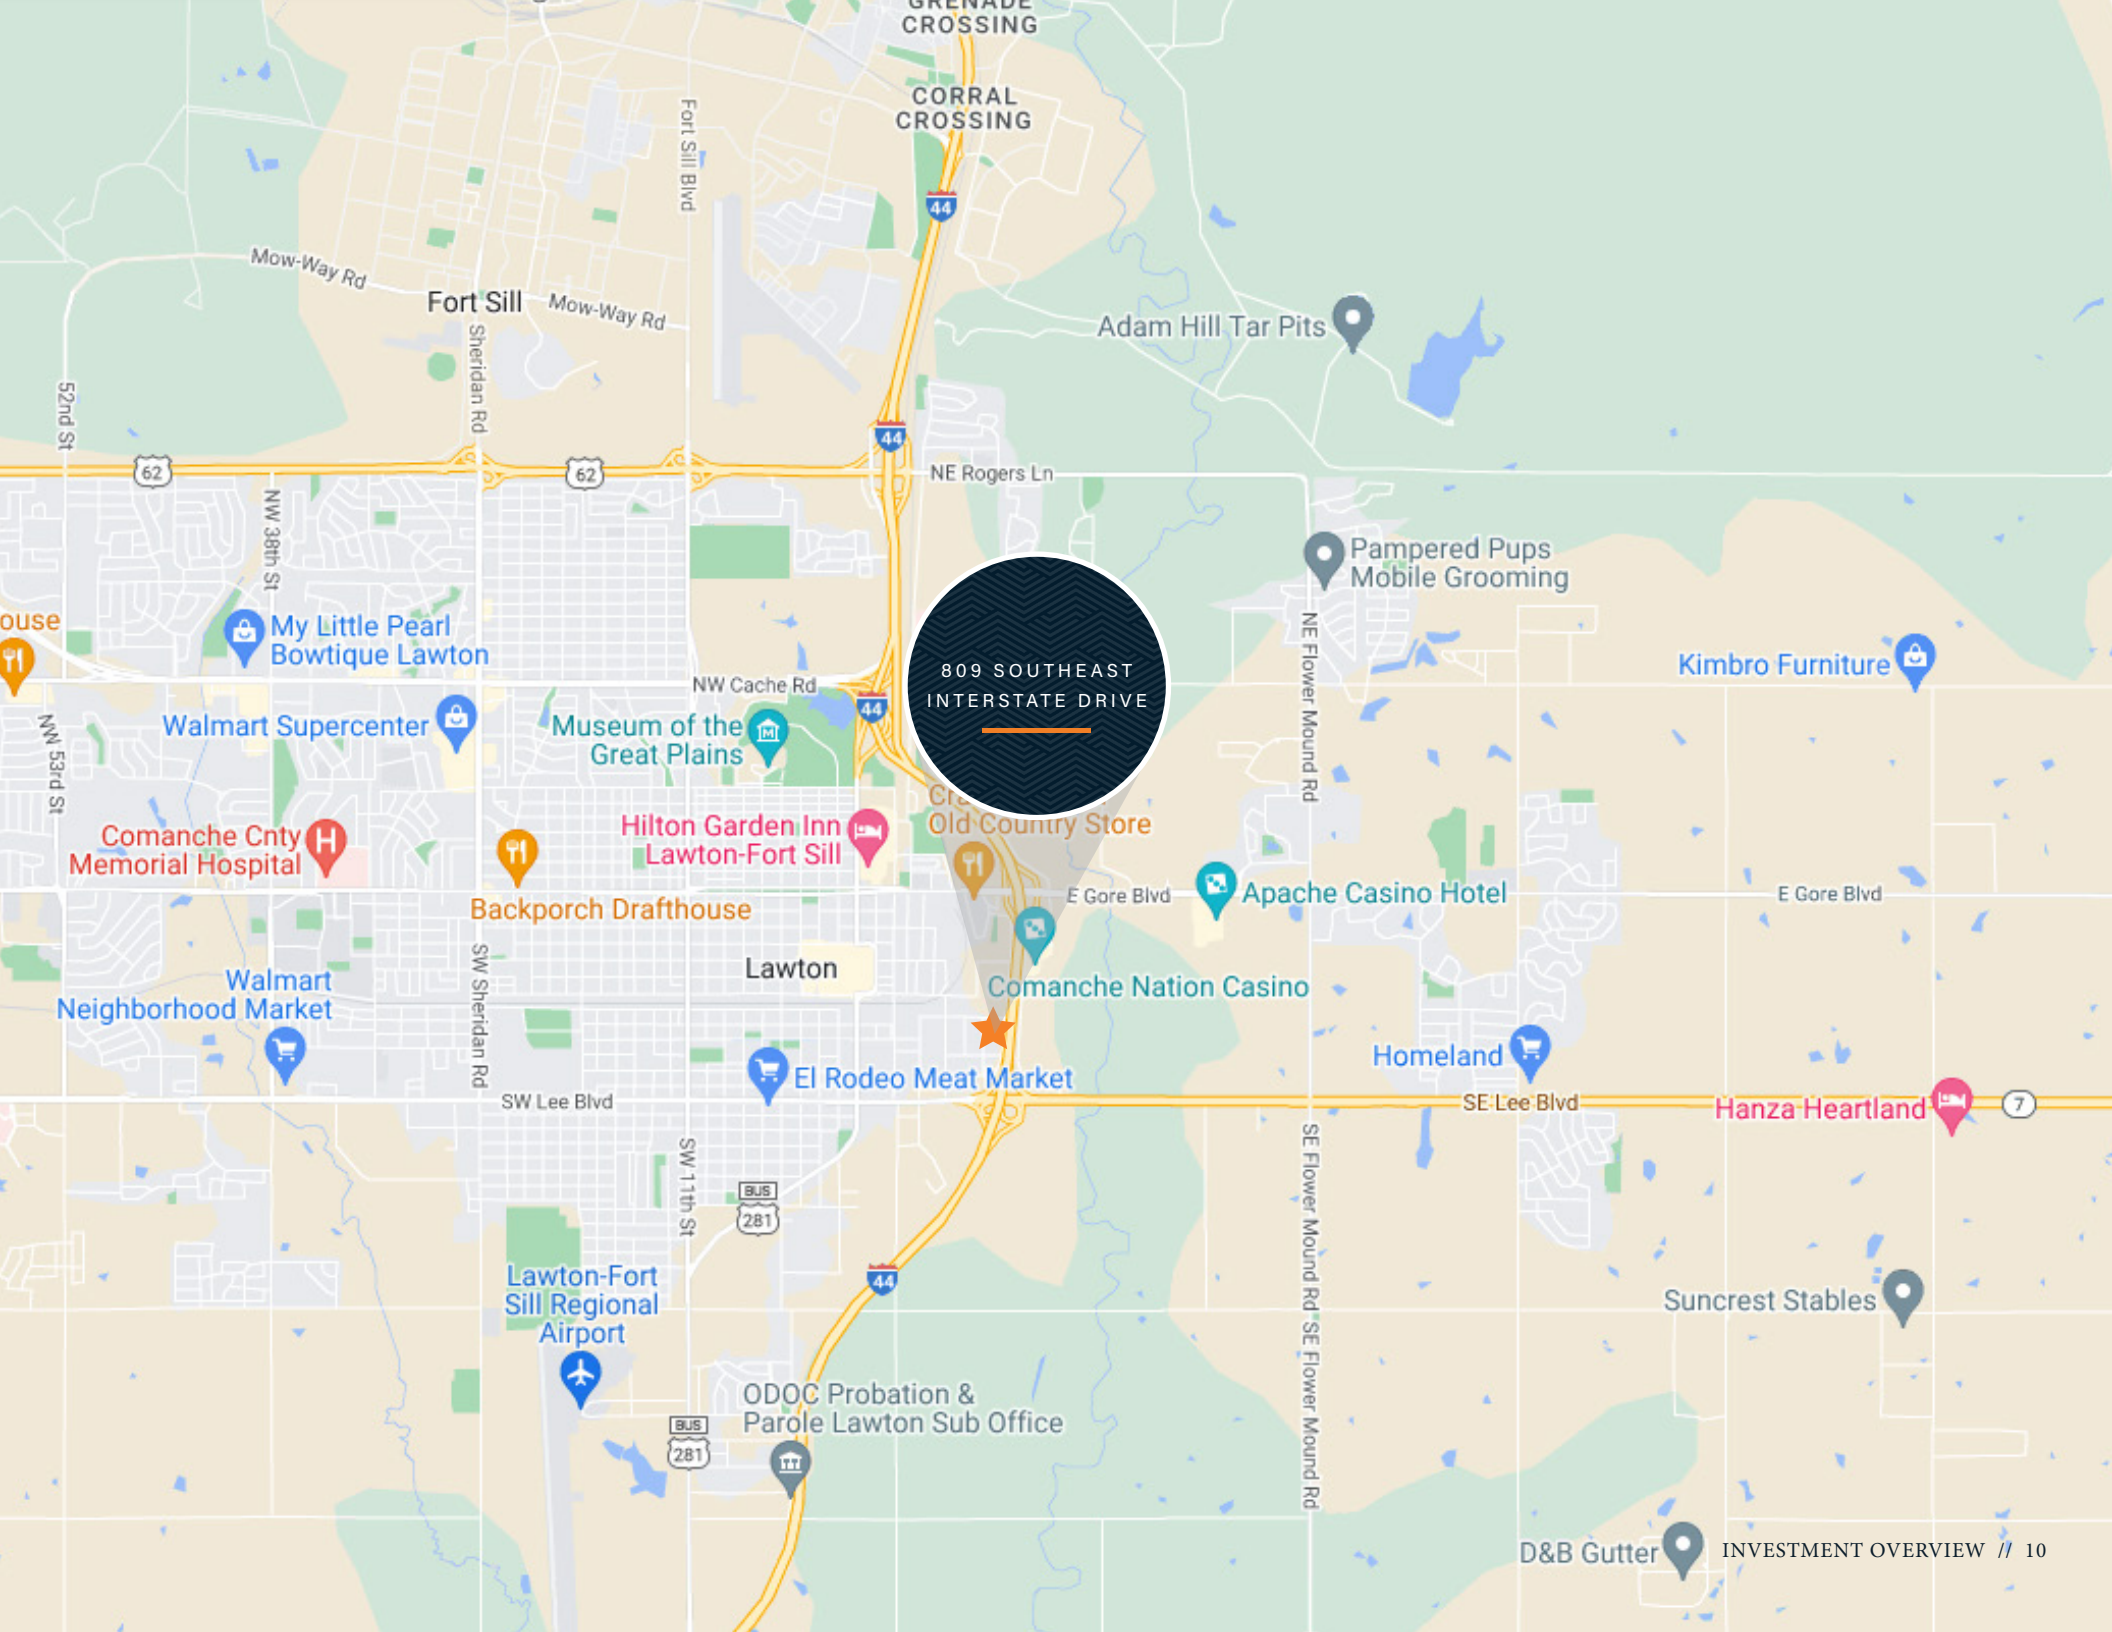 GRENADE
CROSSING
CORRAL
CROSSING
Fort Sill Blvd
44
Mow-Way Rd
Fort Sill
Mow-Way Rd
Adam Hill Tar Pits
Sheridan Rd
52nd St
44
62
62
NE Rogers Ln
NW 38th St
Pampered Pups
Mobile Grooming
ouse
My Little Pearl
Bowtique Lawton
NE Flower Mound Rd
809 SOUTHEAST
INTERSTATE DRIVE
Kimbro Furniture
NW Cache Rd
44
NW 53rd St
Walmart Supercenter
Museum of the
Great Plains
Old Country Store
Comanche Cnty
Memorial Hospital
H
Hilton Garden Inn
Lawton-Fort Sill
Backporch Drafthouse
E Gore Blvd
Apache Casino Hotel
E Gore Blvd
SW Sheridan Rd
Lawton
Comanche Nation Casino
Walmart
Neighborhood Market
Homeland
El Rodeo Meat Market
SW Lee Blvd
SE Lee Blvd
Hanza Heartland
7
SW 11th St
SE Flower Mound Rd
BUS
281
44
Lawton-Fort
Sill Regional
Airport
Suncrest Stables
SE Flower Mound Rd
ODOC Probation &
Parole Lawton Sub Office
BUS
281
D&B Gutter
INVESTMENT OVERVIEW // 10